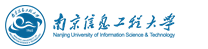 南京信息工程大学
Nanjing University of Information Science & Technology